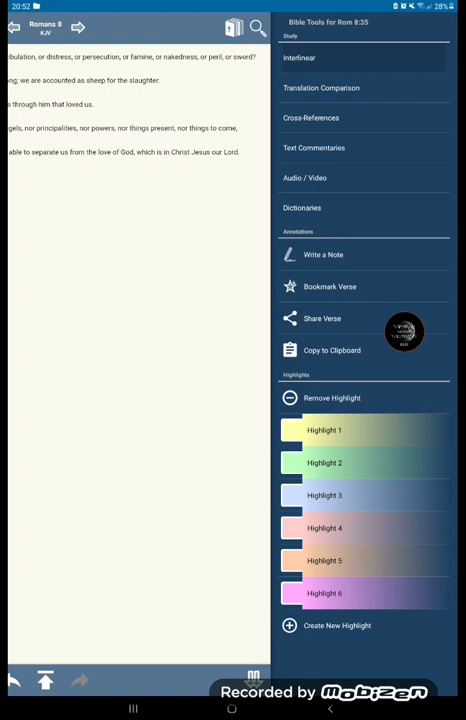 20:52
28%
Romans 8
KJV
ibulation, or distress, or persecution, or famine, or nakedness, or peril, or sword?
ong; we are accounted as sheep for the slaughter.
s through him that loved us.
ngels, nor principalities, nor powers, nor things present, nor things to come,
able to separate us from the love of God, which is in Christ Jesus our Lord.
Bible Tools for Rom 8:35
Study
Interlinear
Translation Comparison
Cross-References
Text Commentaries
Audio / Video
Dictionaries
Annotations
Write a Note
Bookmark Verse
Share Verse
Copy to Clipboard
Highlights
Remove Highlight
Highlight 1
Highlight 2
Highlight 3
Highlight 4
Highlight 5
Highlight 6
Create New Highlight
Recorded by Mobizen